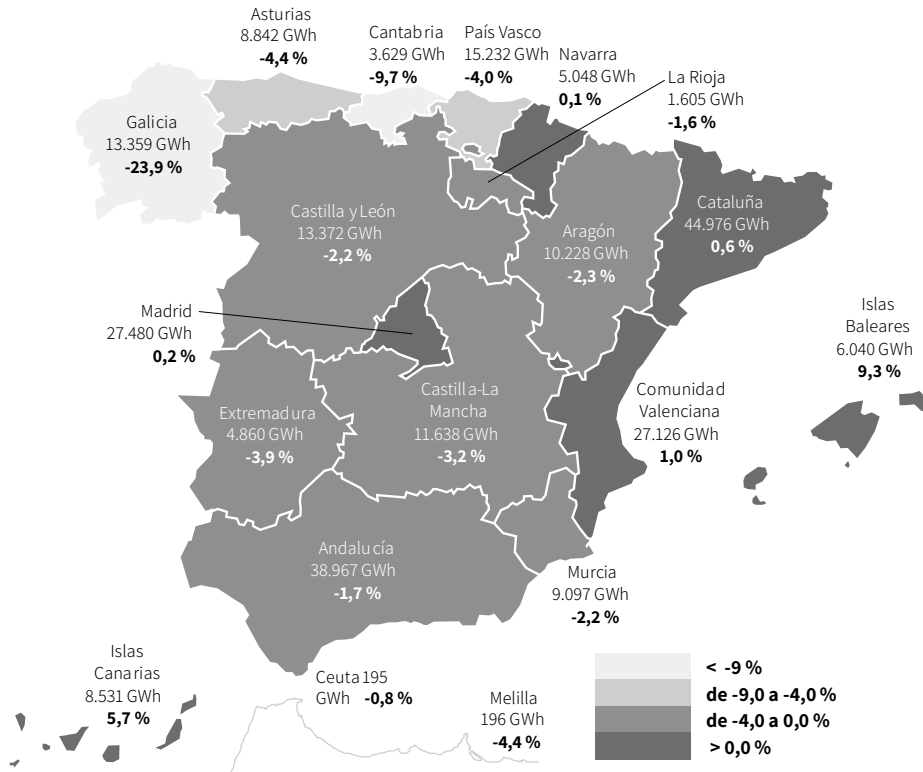 Asturias
8.842 GWh
-4,4 %
Cantabria
3.629 GWh
-9,7 %
País Vasco
15.232 GWh
-4,0 %
Navarra
5.048 GWh
0,1 %
La Rioja
1.605 GWh
-1,6 %
Galicia
13.359 GWh
-23,9 %
Castilla y León
13.372 GWh
-2,2 %
Aragón
10.228 GWh
-2,3 %
Cataluña
44.976 GWh
0,6 %
Madrid
27.480 GWh
0,2 %
Islas
Baleares
6.040 GWh
9,3 %
Extremadura
4.860 GWh
-3,9 %
Castilla-La
Mancha
11.638 GWh
-3,2 %
Comunidad
Valenciana
27.126 GWh
1,0 %
Andalucía
38.967 GWh
-1,7 %
Murcia
9.097 GWh
-2,2 %
Islas
Canarias
8.531 GWh
5,7 %
Ceuta 195
GWh -0,8 %
Melilla
196 GWh
-4,4 %
< -9 %
de -9,0 a -4,0 %
de -4,0 a 0,0 %
> 0,0 %